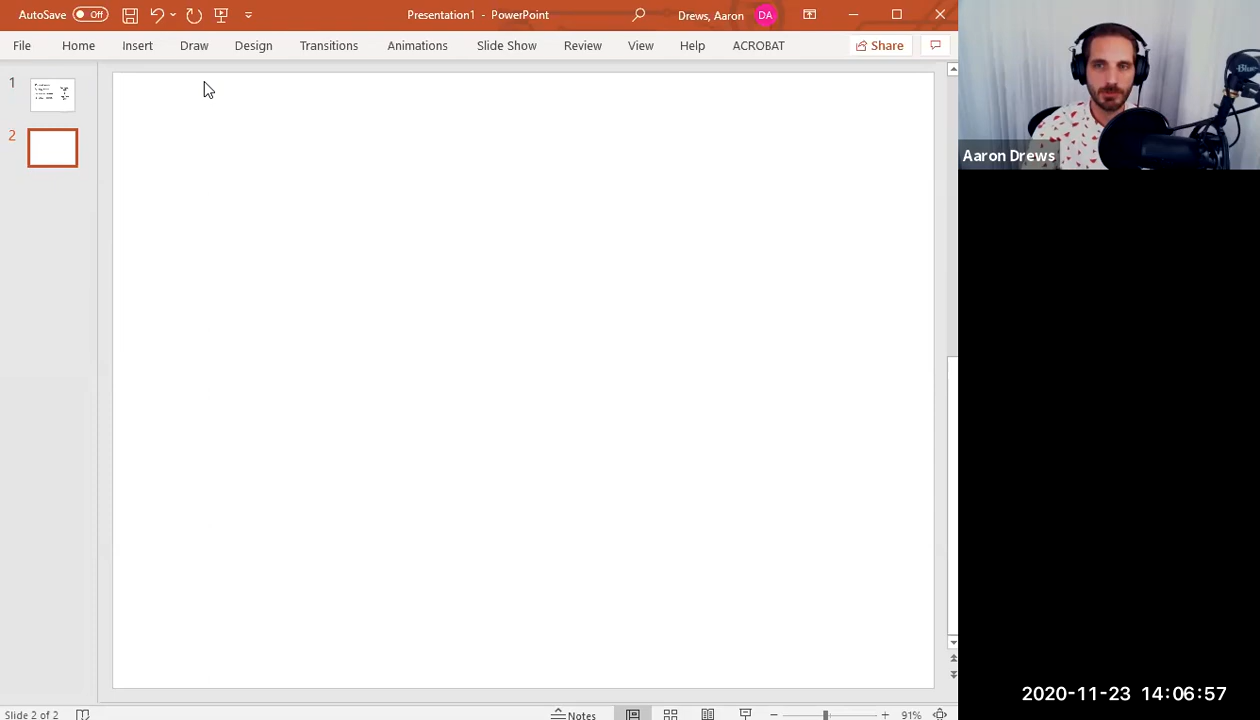 AutoSave Off Presentation1 - PowerPoint Drews, Aaron DA
File Home Insert Draw Design Transitions Animations Slide Show Review View Help ACROBAT Share
1
2
Blue
Aaron Drews
2020-11-23 14:06:57
Slide 2 of 2 Notes 91%